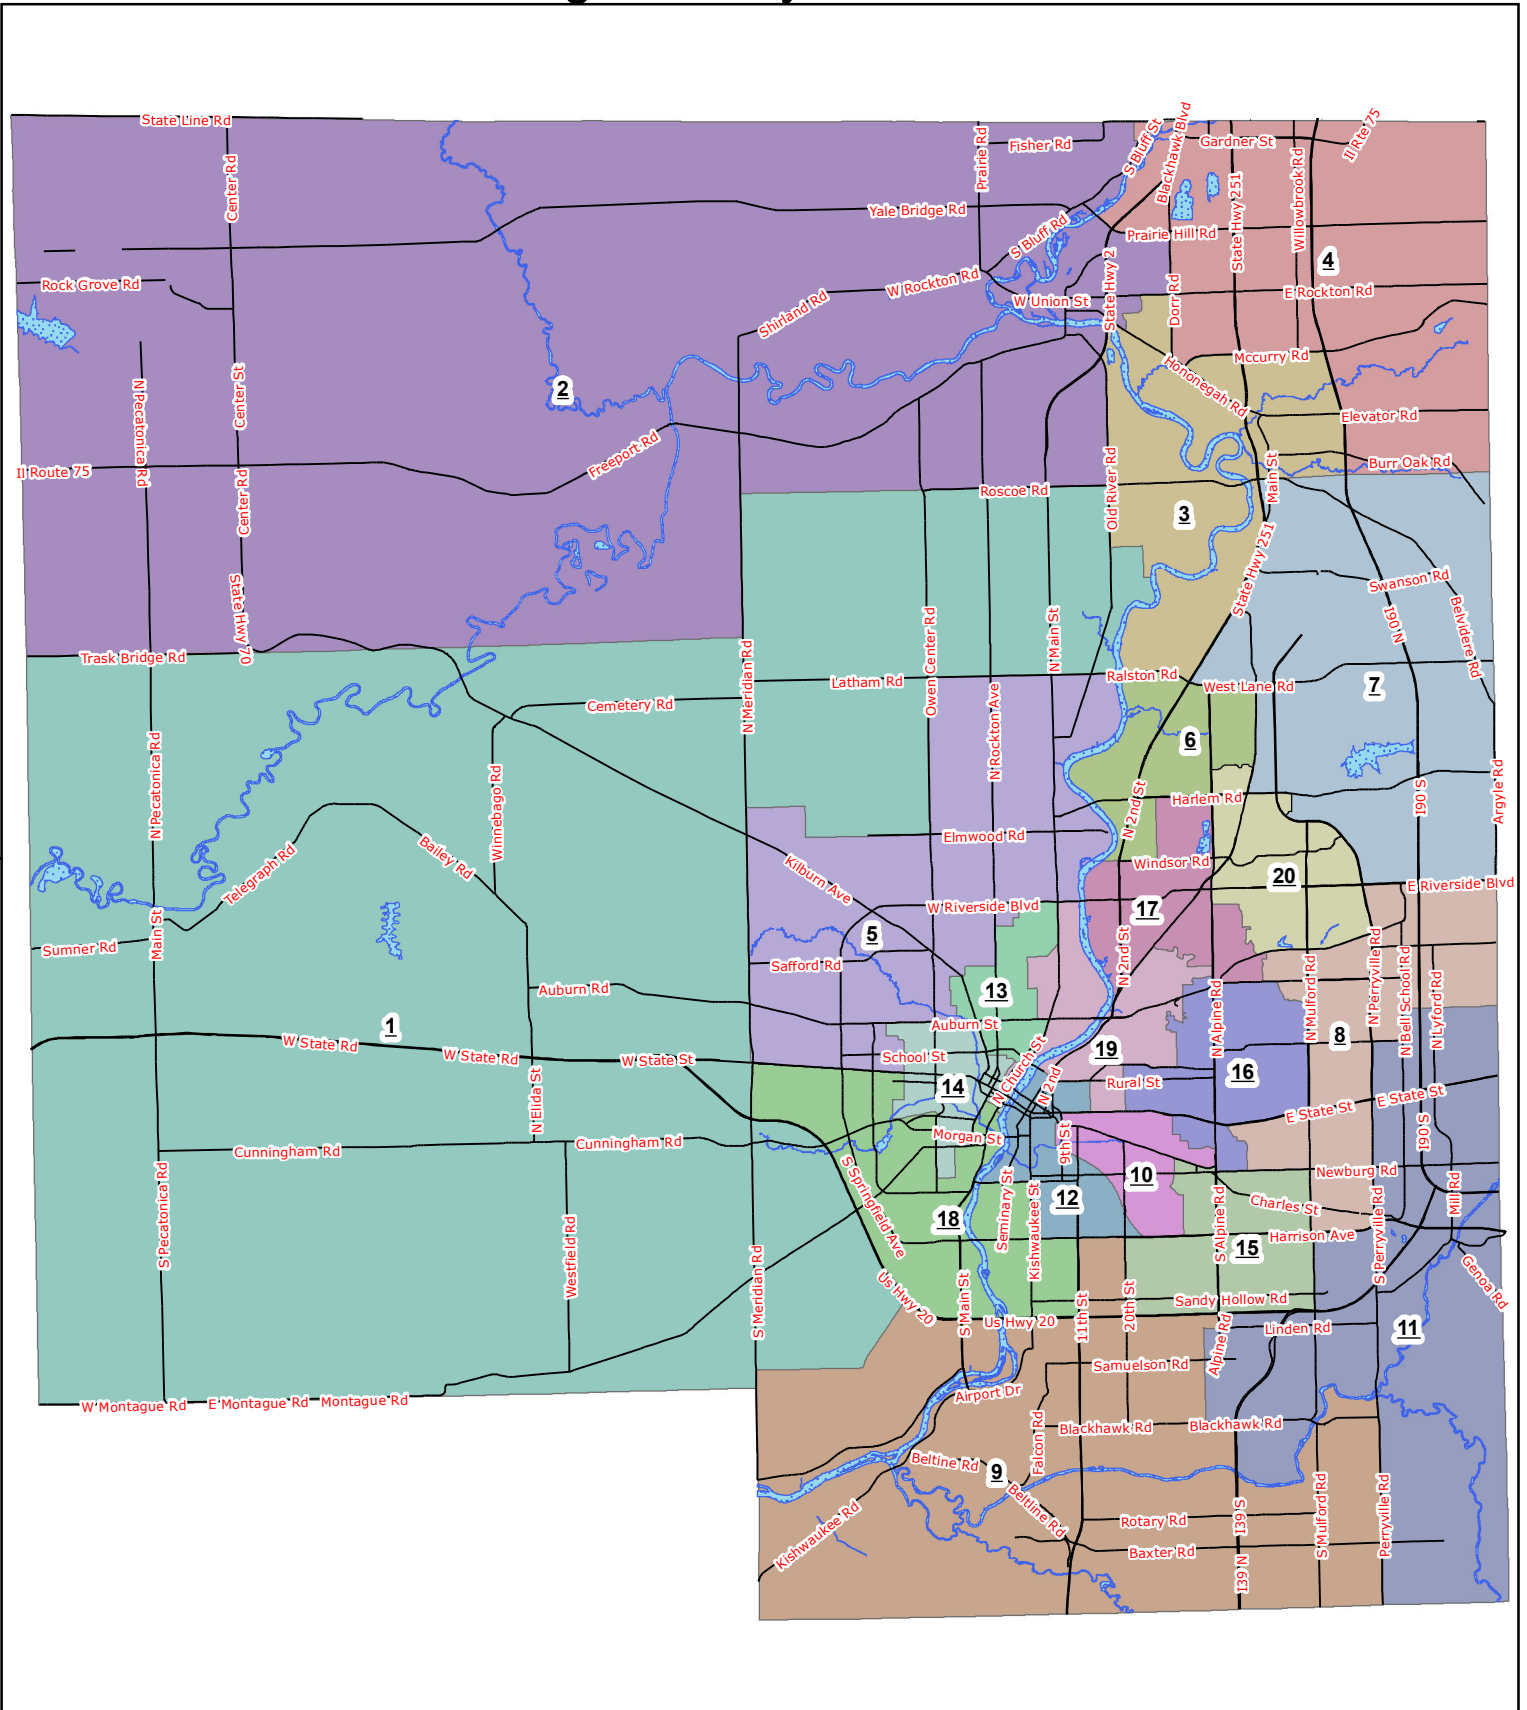 State Line Rd
Center Rd
Prairie Rd
Fisher Rd
S Bluff St
Blackhawk Blvd
Gardner St
Il Rte 75
Yale Bridge Rd
S Bluff Rd
Prairie Hill Rd
State Hwy 251
Willowbrook Rd
4
Rock Grove Rd
Shirland Rd
W Rockton Rd
W Union St
State Hwy 2
Dorr Rd
E Rockton Rd
N Pecatonica Rd
Center St
2
Mccurry Rd
Hononegah Rd
Elevator Rd
Il Route 75
Center Rd
Freeport Rd
Roscoe Rd
Old River Rd
Main St
Burr Oak Rd
3
State Hwy 70
State Hwy 251
Swanson Rd
I90 N
Belvidere Rd
Trask Bridge Rd
N Meridian Rd
Owen Center Rd
N Main St
Latham Rd
Ralston Rd
West Lane Rd
7
Cemetery Rd
N Rockton Ave
6
N Pecatonica Rd
Winnebago Rd
N 2nd St
Harlem Rd
I90 S
Argyle Rd
Elmwood Rd
Telegraph Rd
Bailey Rd
Kilburn Ave
Windsor Rd
20
E Riverside Blvd
W Riverside Blvd
17
5
Sumner Rd
Main St
Safford Rd
N 2nd St
N Alpine Rd
N Mulford Rd
N Perryville Rd
N Bell School Rd
N Lyford Rd
Auburn Rd
13
1
Auburn St
W State Rd
W State Rd
W State St
School St
N Church St
19
8
14
N 2nd
Rural St
16
E State St
E State St
N Elida St
Cunningham Rd
Cunningham Rd
Morgan St
9th St
I90 S
S Pecatonica Rd
S Springfield Ave
Seminary St
Kishwaukee St
12
10
Newburg Rd
Charles St
Mill Rd
18
S Alpine Rd
15
Harrison Ave
S Perryville Rd
Westfield Rd
S Meridian Rd
Us Hwy 20
S Main St
Us Hwy 20
11th St
20th St
Sandy Hollow Rd
Genoa Rd
Alpine Rd
Linden Rd
11
Samuelson Rd
W Montague Rd
E Montague Rd
Montague Rd
Airport Dr
Falcon Rd
Blackhawk Rd
Blackhawk Rd
Beltine Rd
9
Beltline Rd
Kishwaukee Rd
Rotary Rd
I39 S
S Mulford Rd
Perryville Rd
Baxter Rd
I39 N